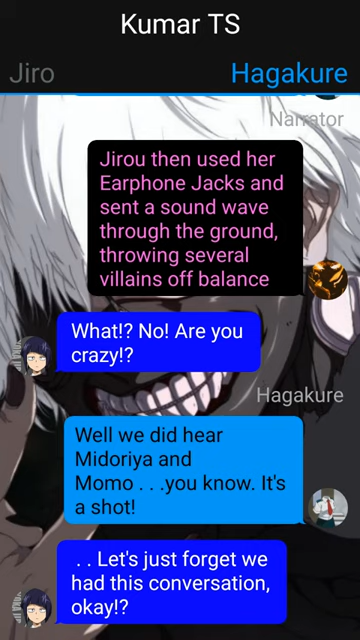 Kumar TS
Jiro
Hagakure
Narrator
Jirou then used her
Earphone Jacks and
sent a sound wave
through the ground,
throwing several
villains off balance
What!? No! Are you
crazy!?
Hagakure
Well we did hear
Midoriya and
Momo . . .you know. It's
a shot!
. . Let's just forget we
had this conversation,
okay!?